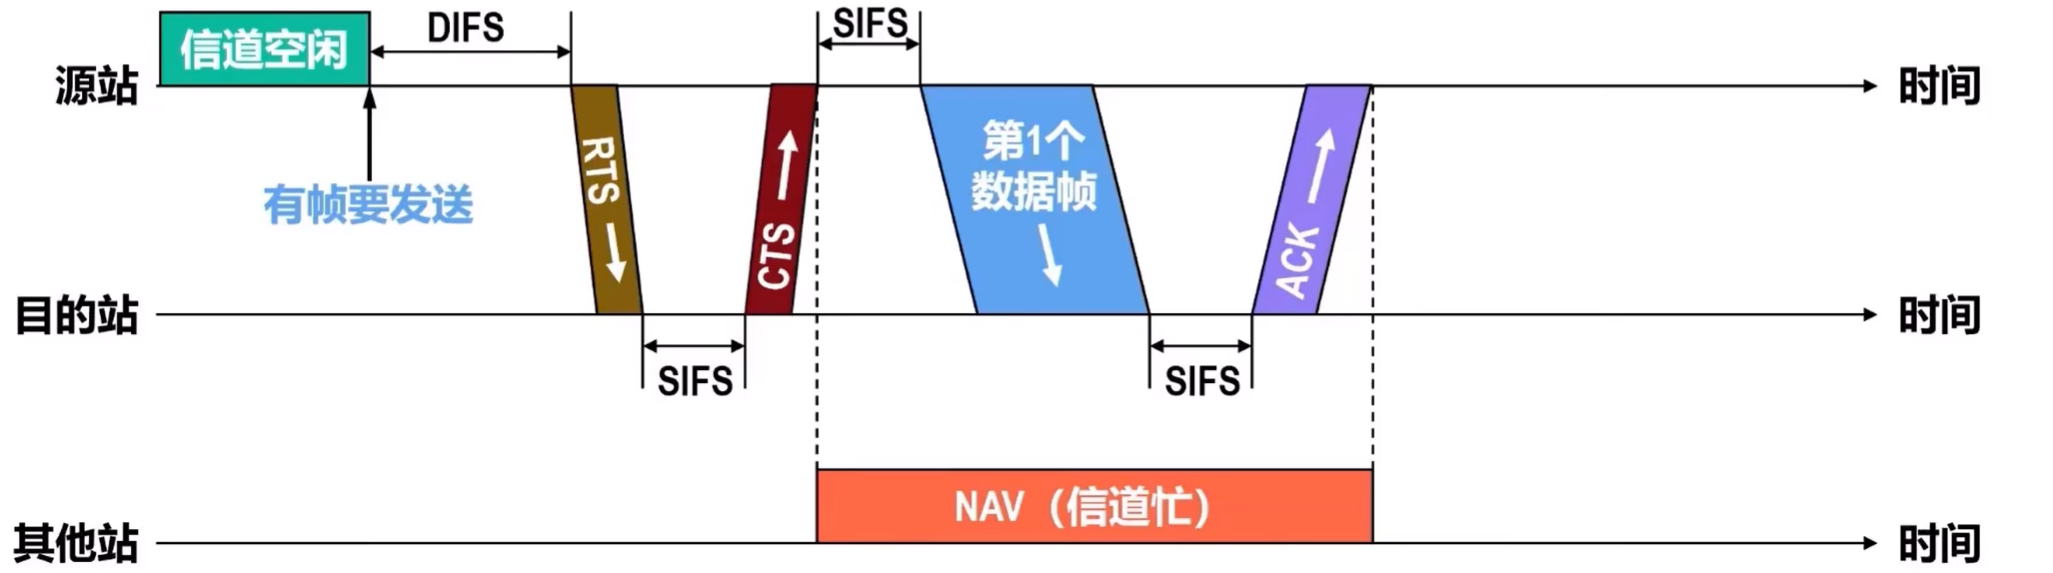 信道空闲
DIFS
SIFS
源站
时间
有帧要发送
RTS
CTS
第1个
数据帧
ACK
目的站
时间
SIFS
SIFS
NAV（信道忙）
其他站
时间